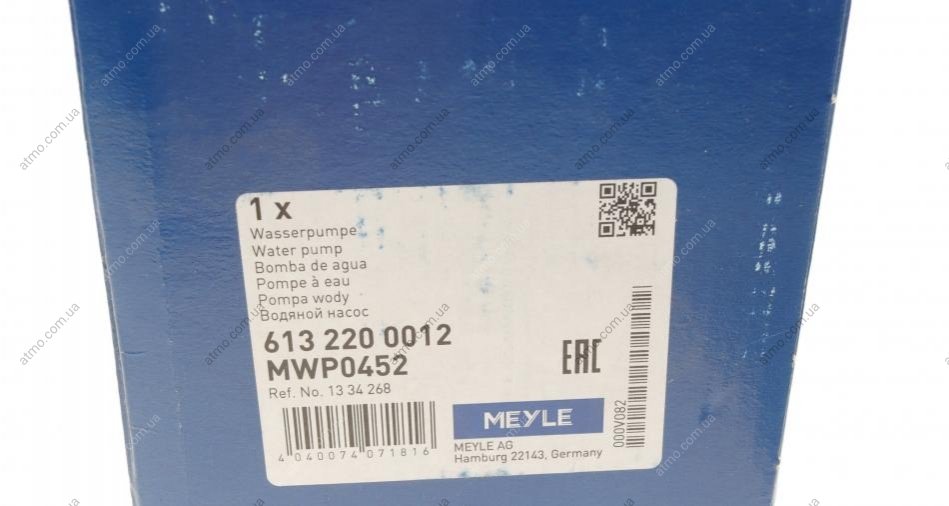 1 x
Wasserpumpe
Water pump
Bomba de agua
Pompe à eau
Pompa wody
Водяной насос
613 220 0012
MWP0452
Ref. No. 13 34 268
EAC
MEYLE
MEYLE AG
Hamburg 22143, Germany
4 040074 071816
000V082
atmo.com.ua